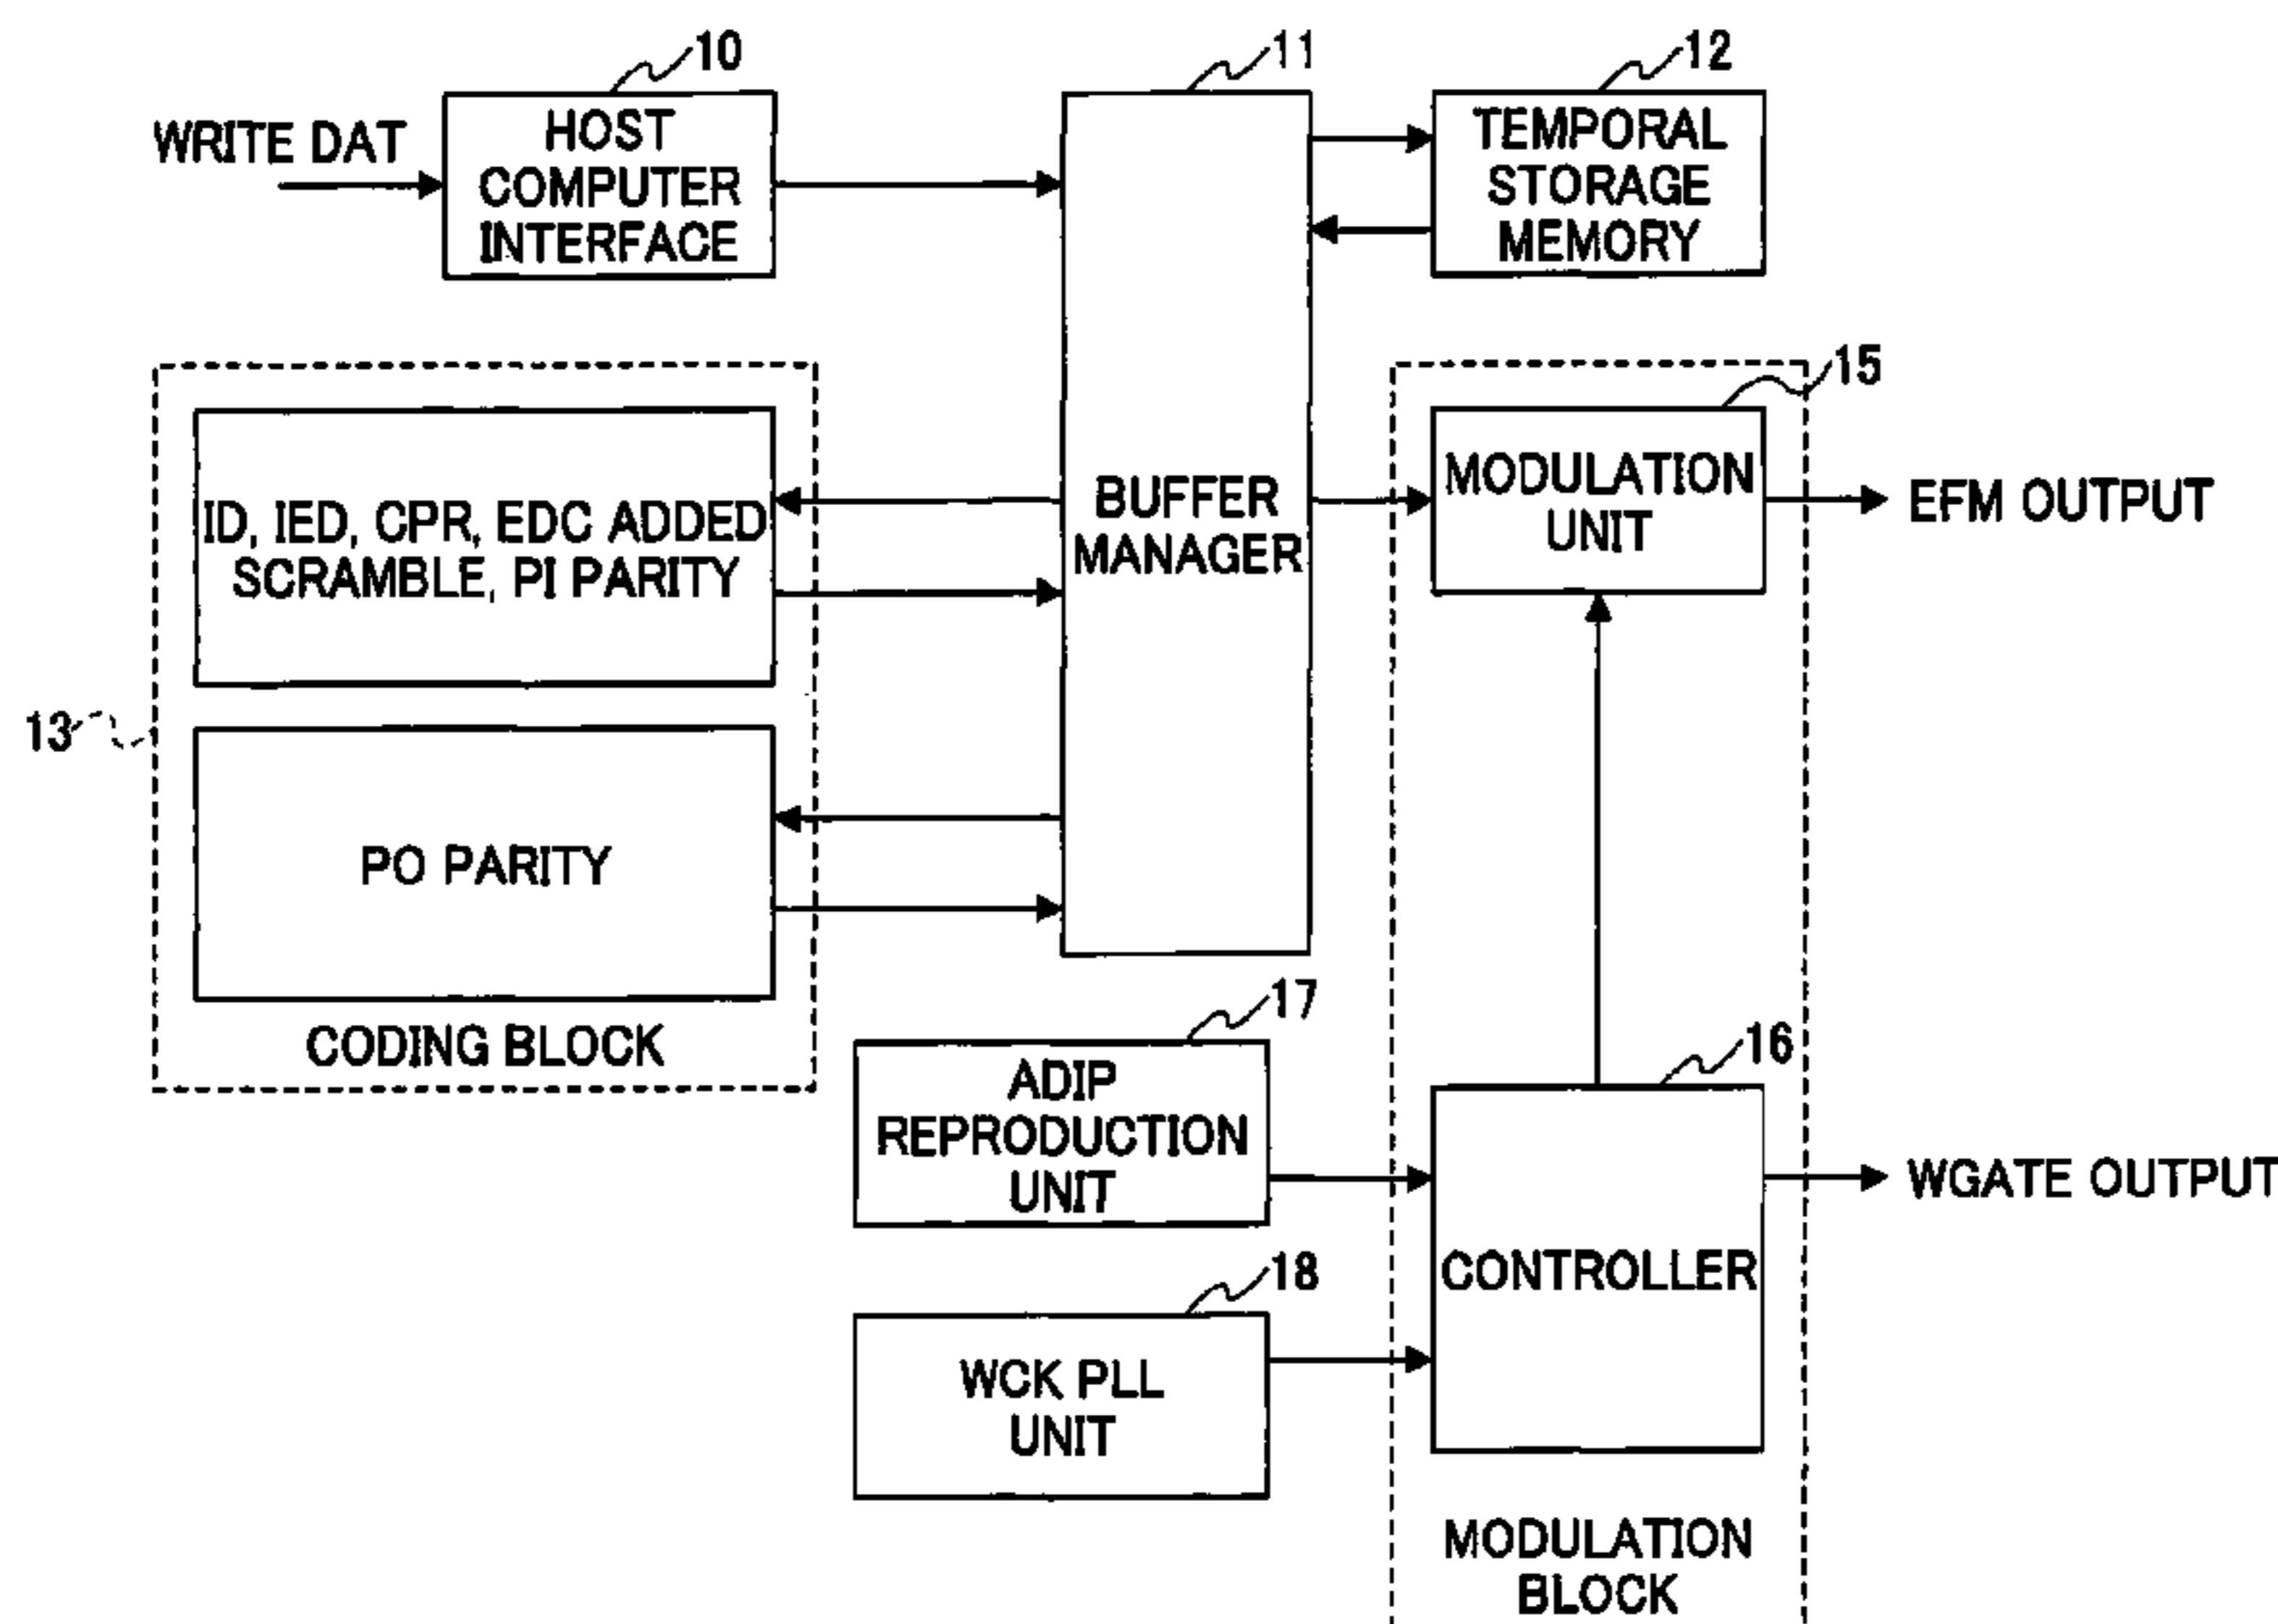 10
11
12
WRITE DAT
HOST
COMPUTER
INTERFACE
TEMPORAL
STORAGE
MEMORY
15
ID, IED, CPR, EDC ADDED
SCRAMBLE, PI PARITY
BUFFER
MANAGER
MODULATION
UNIT
EFM OUTPUT
13
PO PARITY
CODING BLOCK
17
ADIP
REPRODUCTION
UNIT
16
CONTROLLER
WGATE OUTPUT
18
WCK PLL
UNIT
MODULATION
BLOCK